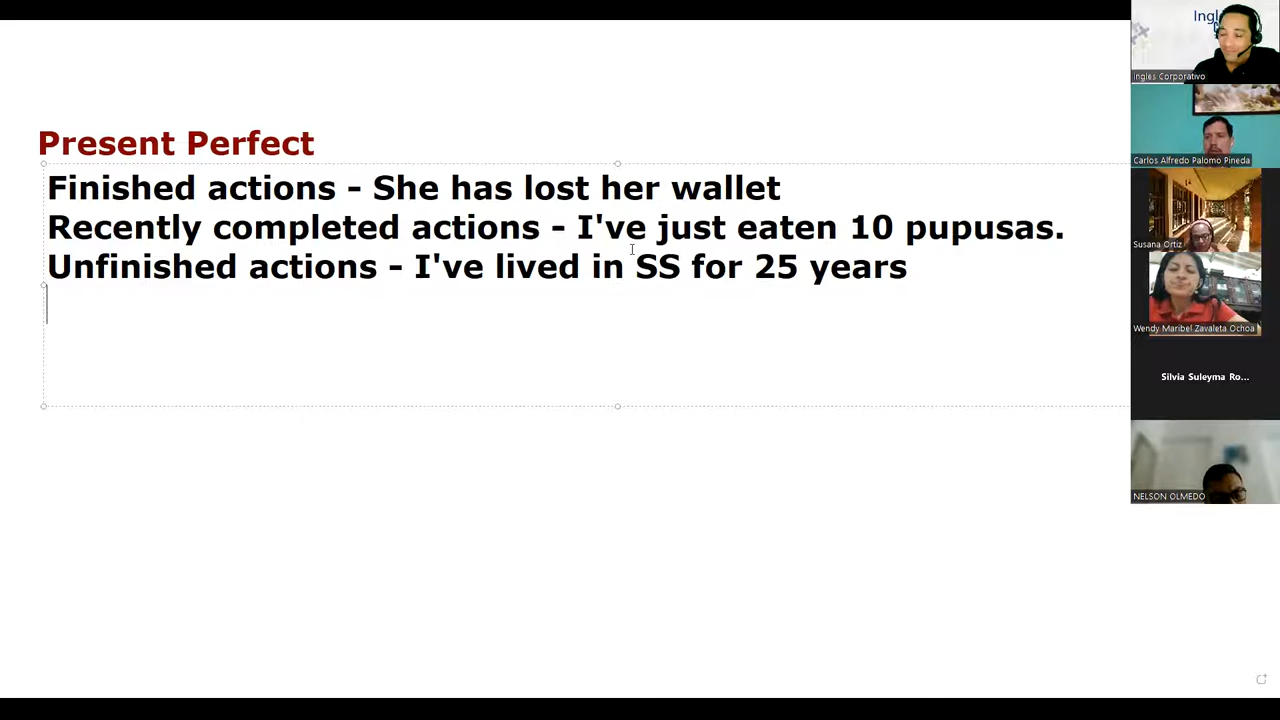 Present Perfect
Finished actions - She has lost her wallet
Recently completed actions - I've just eaten 10 pupusas.
Unfinished actions - I've lived in SS for 25 years
Ingles Corporativo
Carlos Alfredo Palomo Pineda
Susana Ortiz
Wendy Maribel Zavaleta Ochoa
Silvia Suleyma Ro...
NELSON OLMEDO